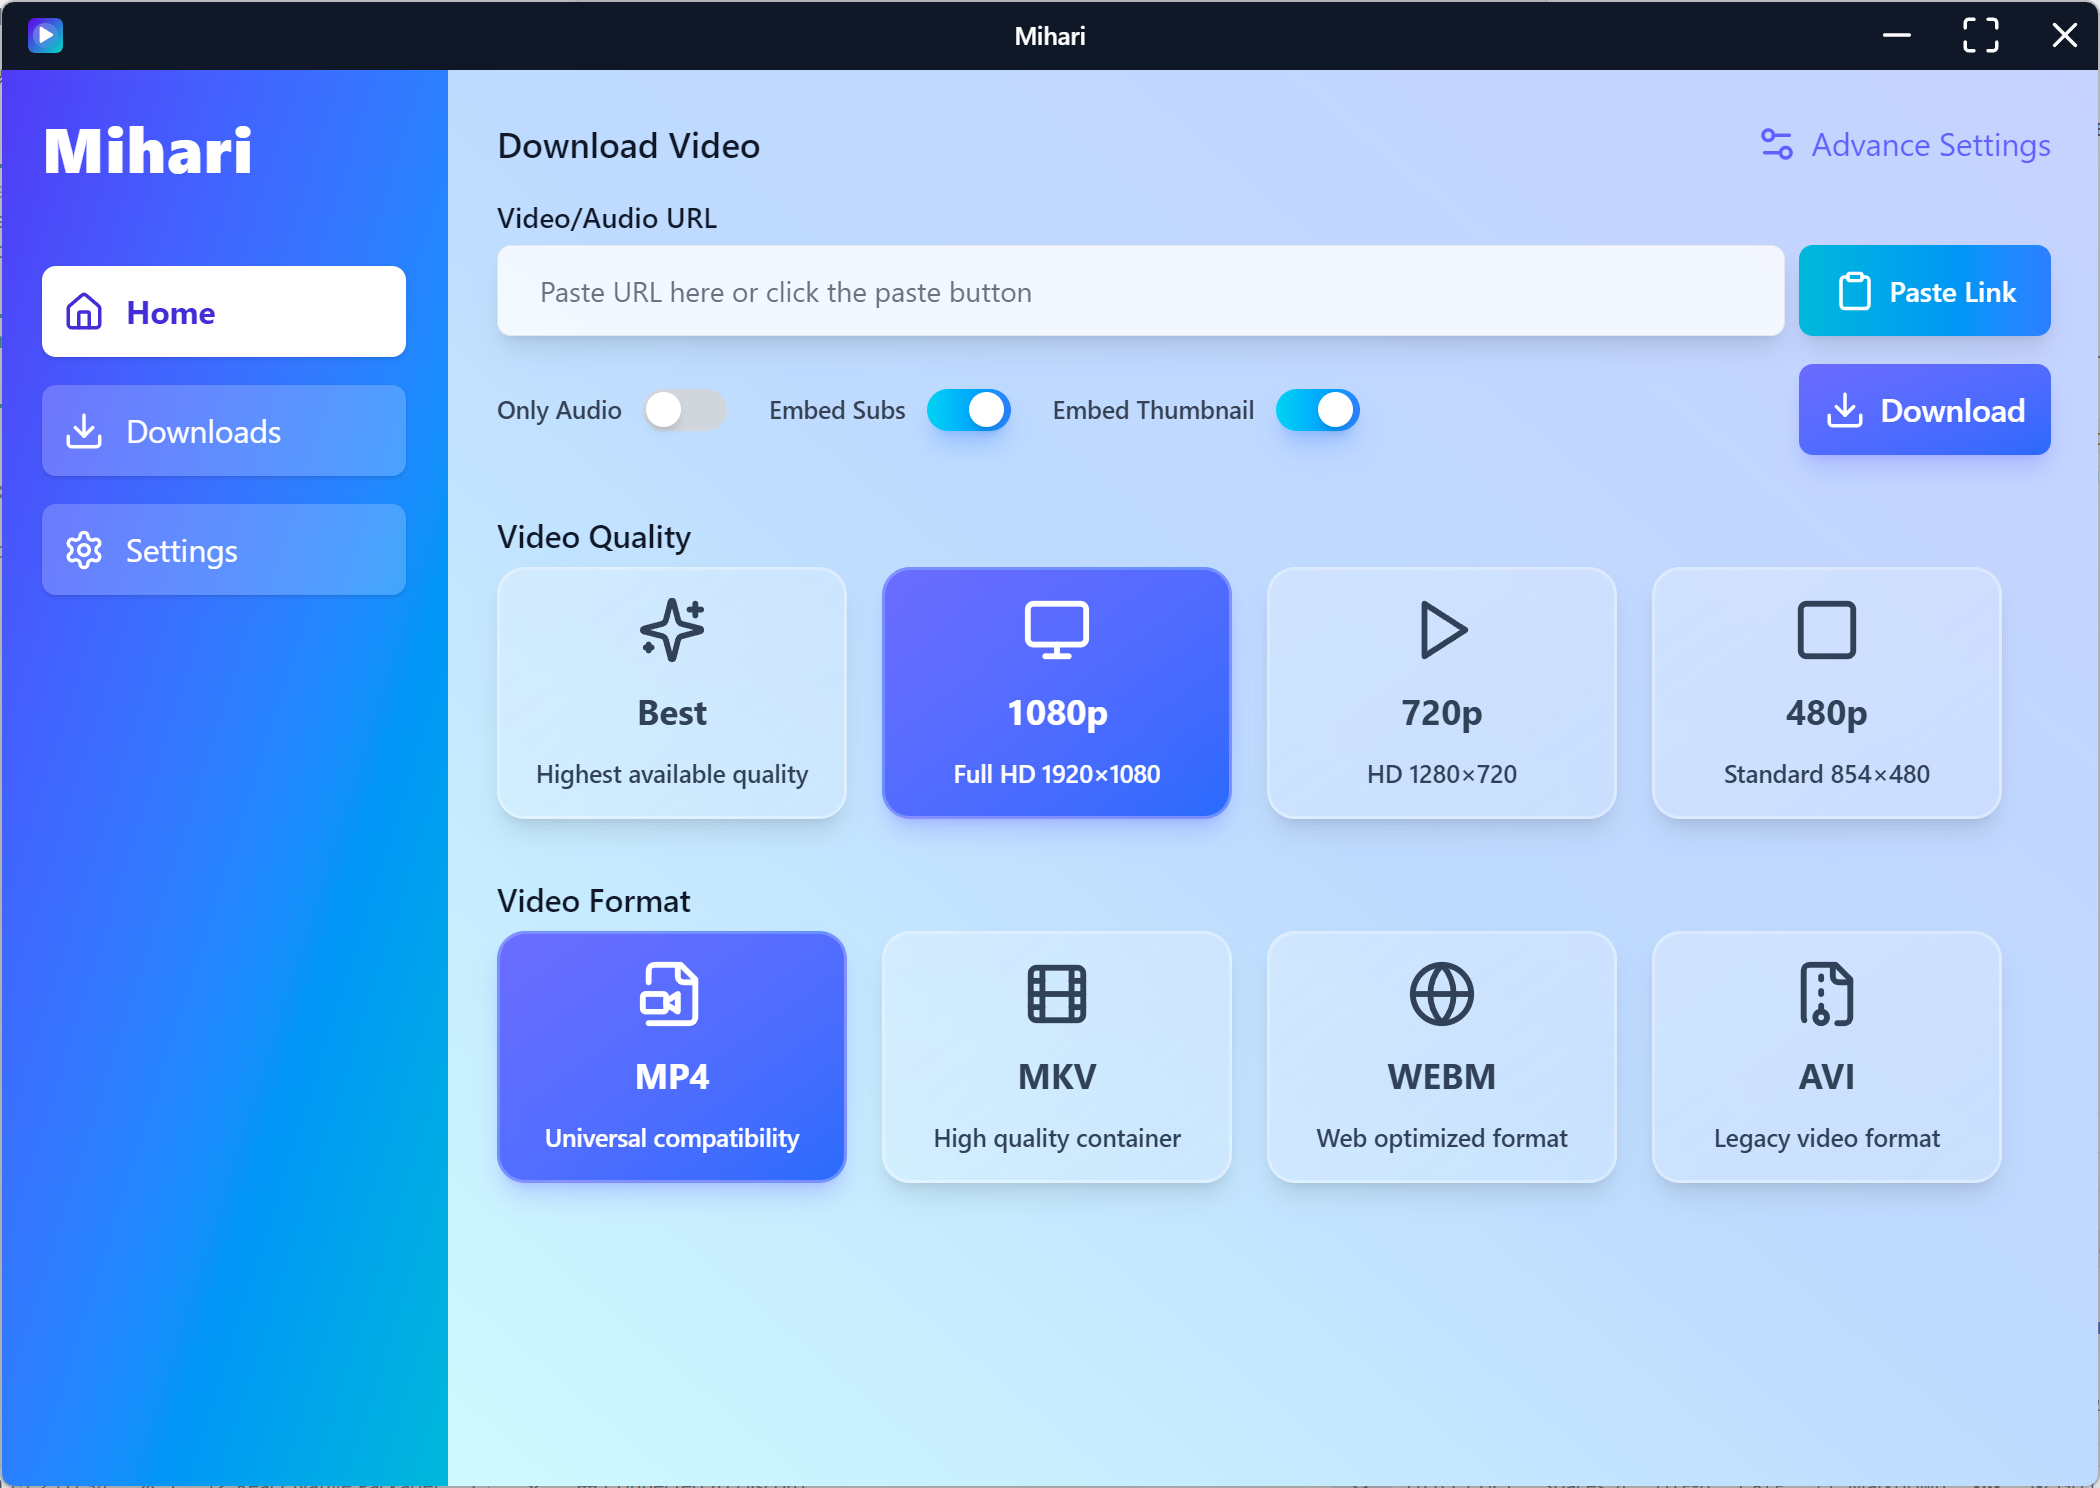 Mihari
Mihari
Home
Downloads
Settings
Download Video
Advance Settings
Video/Audio URL
Paste URL here or click the paste button
Paste Link
Only Audio
Embed Subs
Embed Thumbnail
Download
Video Quality
Best
Highest available quality
1080p
Full HD 1920×1080
720p
HD 1280×720
480p
Standard 854×480
Video Format
MP4
Universal compatibility
MKV
High quality container
WEBM
Web optimized format
AVI
Legacy video format